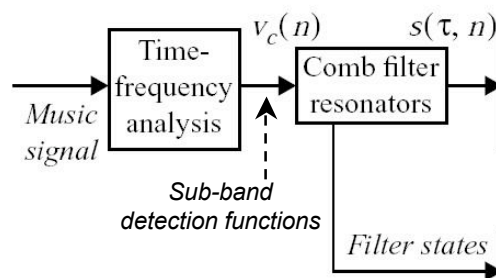 Music
signal
Time-
frequency
analysis
v_c(n)
Sub-band
detection functions
Comb filter
resonators
s(τ, n)
Filter states